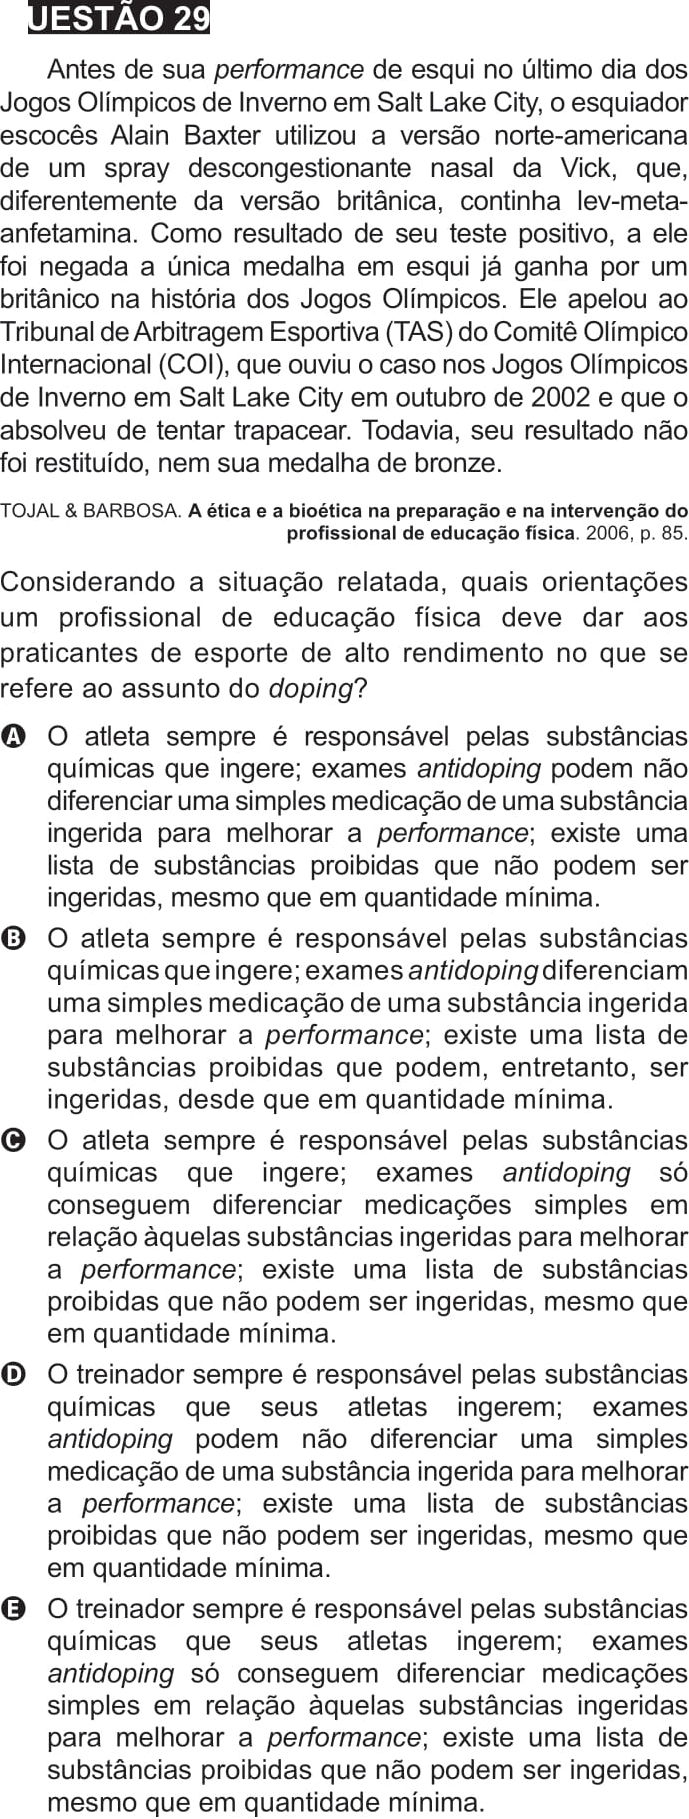 UESTÃO 29
Antes de sua performance de esqui no último dia dos
Jogos Olímpicos de Inverno em Salt Lake City, o esquiador
escocês Alain Baxter utilizou a versão norte-americana
de um spray descongestionante nasal da Vick, que,
diferentemente da versão britânica, continha lev-meta-
anfetamina. Como resultado de seu teste positivo, a ele
foi negada a única medalha em esqui já ganha por um
britânico na história dos Jogos Olímpicos. Ele apelou ao
Tribunal de Arbitragem Esportiva (TAS) do Comitê Olímpico
Internacional (COI), que ouviu o caso nos Jogos Olímpicos
de Inverno em Salt Lake City em outubro de 2002 e que o
absolveu de tentar trapacear. Todavia, seu resultado não
foi restituído, nem sua medalha de bronze.
TOJAL & BARBOSA. A ética e a bioética na preparação e na intervenção do
profissional de educação física. 2006, p. 85.
Considerando a situação relatada, quais orientações
um profissional de educação física deve dar aos
praticantes de esporte de alto rendimento no que se
refere ao assunto do doping?
A O atleta sempre é responsável pelas substâncias
químicas que ingere; exames antidoping podem não
diferenciar uma simples medicação de uma substância
ingerida para melhorar a performance; existe uma
lista de substâncias proibidas que não podem ser
ingeridas, mesmo que em quantidade mínima.
B O atleta sempre é responsável pelas substâncias
químicas que ingere; exames antidoping diferenciam
uma simples medicação de uma substância ingerida
para melhorar a performance; existe uma lista de
substâncias proibidas que podem, entretanto, ser
ingeridas, desde que em quantidade mínima.
C O atleta sempre é responsável pelas substâncias
químicas que ingere; exames antidoping só
conseguem diferenciar medicações simples em
relação àquelas substâncias ingeridas para melhorar
a performance; existe uma lista de substâncias
proibidas que não podem ser ingeridas, mesmo que
em quantidade mínima.
D O treinador sempre é responsável pelas substâncias
químicas que seus atletas ingerem; exames
antidoping podem não diferenciar uma simples
medicação de uma substância ingerida para melhorar
a performance; existe uma lista de substâncias
proibidas que não podem ser ingeridas, mesmo que
em quantidade mínima.
E O treinador sempre é responsável pelas substâncias
químicas que seus atletas ingerem; exames
antidoping só conseguem diferenciar medicações
simples em relação àquelas substâncias ingeridas
para melhorar a performance; existe uma lista de
substâncias proibidas que não podem ser ingeridas,
mesmo que em quantidade mínima.